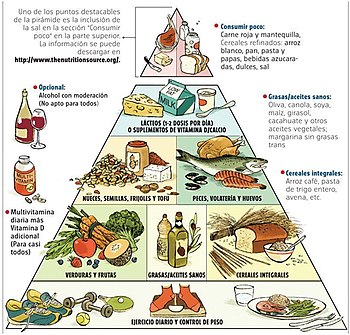 Uno de los puntos destacables
de la pirámide es la inclusión de
la sal en la sección "Consumir
poco" en la parte superior.
La información se puede
descargar en
http://www.thenutritionsource.org/.
Consumir poco:
Carne roja y mantequilla,
Cereales refinados: arroz
blanco, pan, pasta y
papas, bebidas azucara-
das, dulces, sal
Opcional:
Alcohol con moderación
(No apto para todos)
LÁCTEOS (1-2 DOSIS POR DÍA)
O SUPLEMENTOS DE VITAMINA D/CALCIO
Grasas/aceites sanos:
Oliva, canola, soya,
maíz, girasol,
cacahuate y otros
aceites vegetales;
margarina sin grasas
trans
NUECES, SEMILLAS, FRIJOLES Y TOFU
PECES, VOLATERÍA Y HUEVOS
Cereales integrales:
Arroz café, pasta
de trigo entero,
avena, etc.
Multivitamina
diaria más
Vitamina D
adicional
(Para casi
todos)
VERDURAS Y FRUTAS
GRASAS/ACEITES SANOS
CEREALES INTEGRALES
EJERCICIO DIARIO Y CONTROL DE PESO